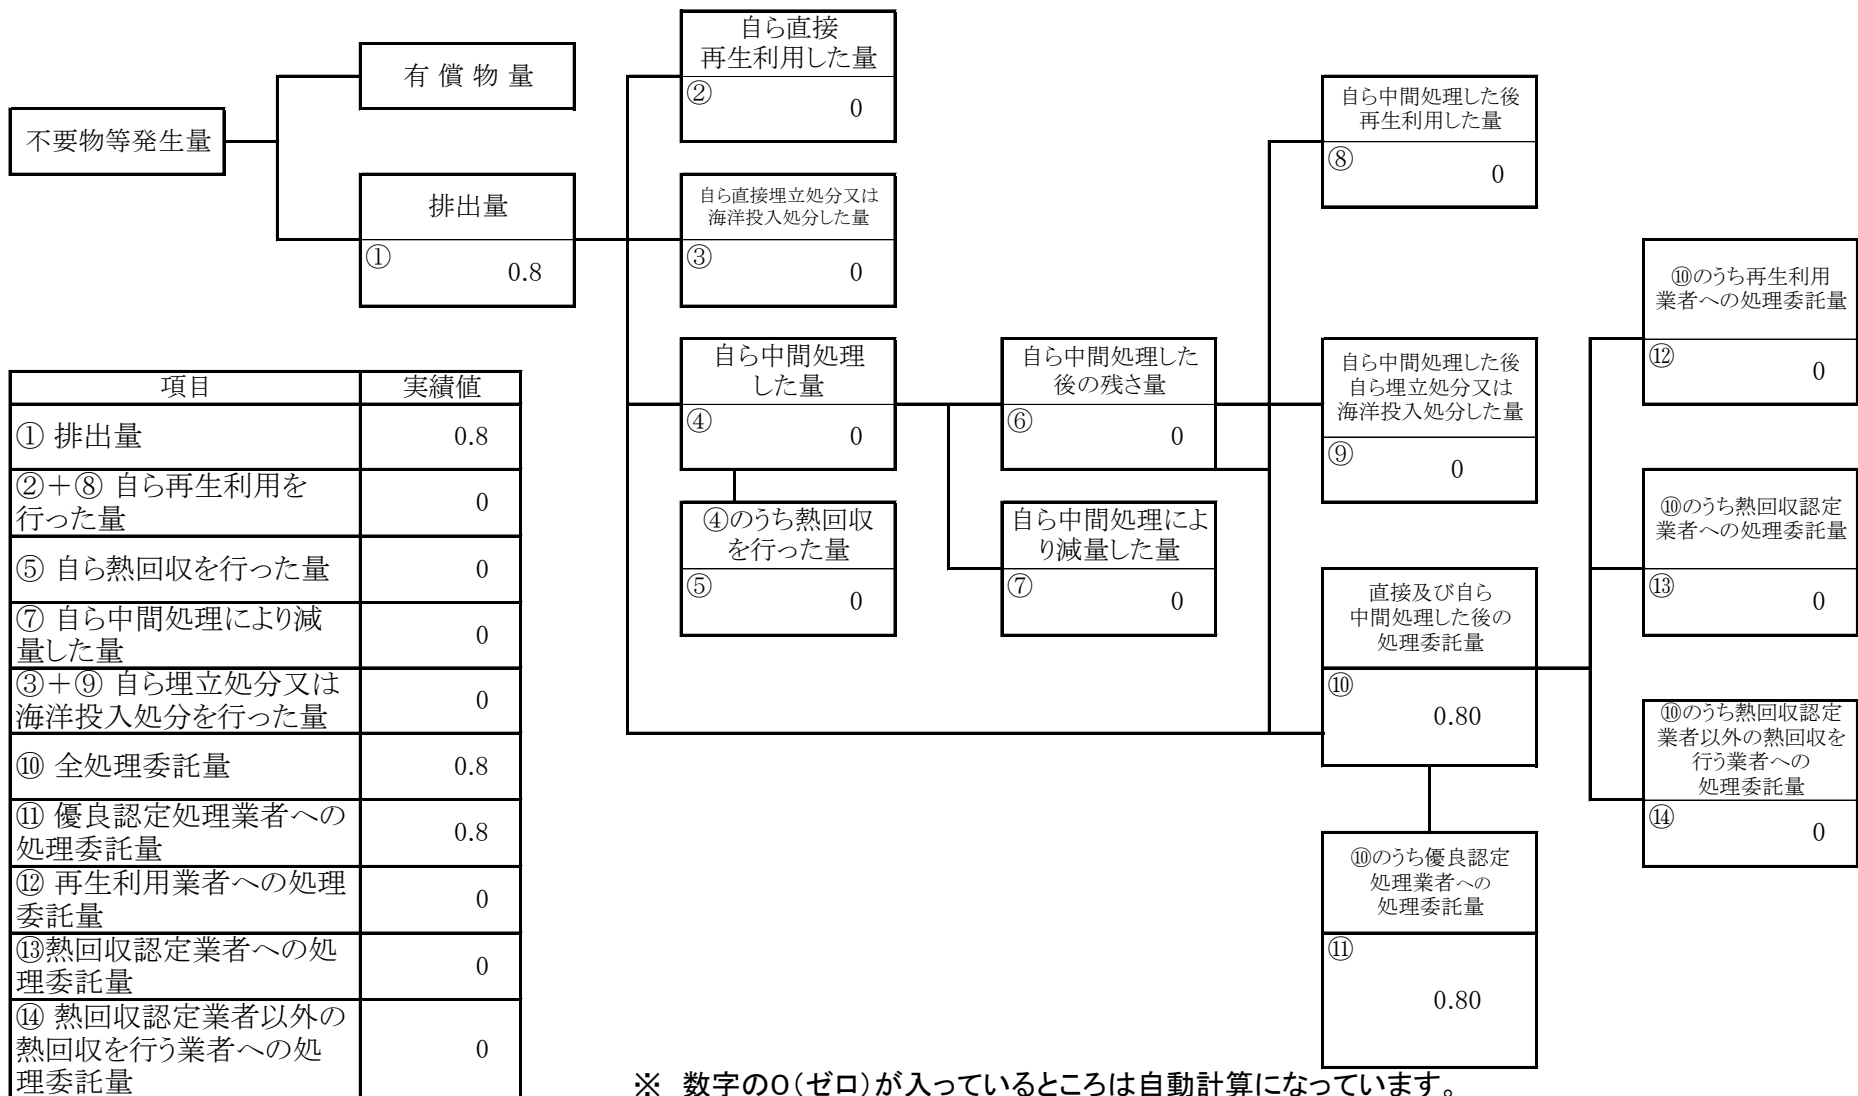 不要物等発生量
有 償 物 量
排出量
①
0.8
自ら直接
再生利用した量
②
0
自ら直接埋立処分又は
海洋投入処分した量
③
0
自ら中間処理
した量
④
0
④のうち熱回収
を行った量
⑤
0
自ら中間処理した
後の残さ量
⑥
0
自ら中間処理によ
り減量した量
⑦
0
自ら中間処理した後
再生利用した量
⑧
0
自ら中間処理した後
自ら埋立処分又は
海洋投入処分した量
⑨
0
直接及び自ら
中間処理した後の
処理委託量
⑩
0.80
⑩のうち優良認定
処理業者への
処理委託量
⑪
0.80
⑩のうち再生利用
業者への処理委託量
⑫
0
⑩のうち熱回収認定
業者への処理委託量
⑬
0
⑩のうち熱回収認定
業者以外の熱回収を
行う業者への
処理委託量
⑭
0
項目 実績値
① 排出量 0.8
②＋⑧ 自ら再生利用を
行った量 0
⑤ 自ら熱回収を行った量 0
⑦ 自ら中間処理により減
量した量 0
③＋⑨ 自ら埋立処分又は
海洋投入処分を行った量 0
⑩ 全処理委託量 0.8
⑪ 優良認定処理業者への
処理委託量 0.8
⑫ 再生利用業者への処理
委託量 0
⑬熱回収認定業者への処
理委託量 0
⑭ 熱回収認定業者以外の
熱回収を行う業者への処
理委託量 0
※ 数字の0（ゼロ）が入っているところは自動計算になっています。